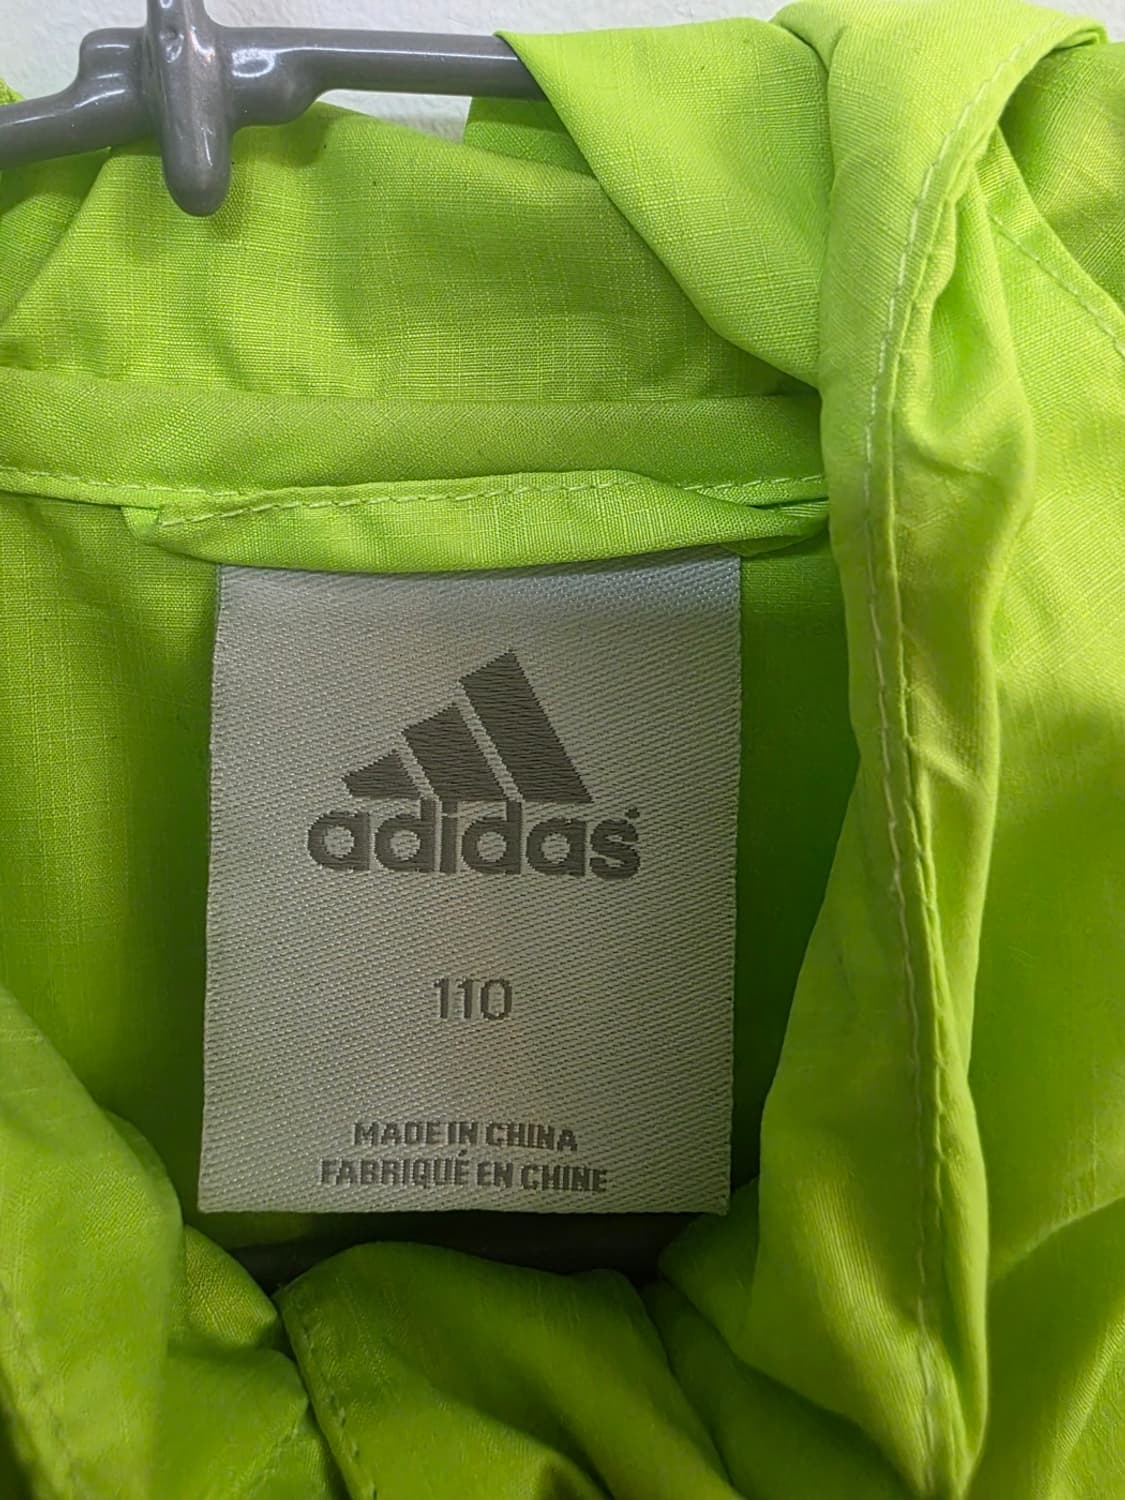 adidas®
110
MADE IN CHINA
FABRIQUÉ EN CHINE